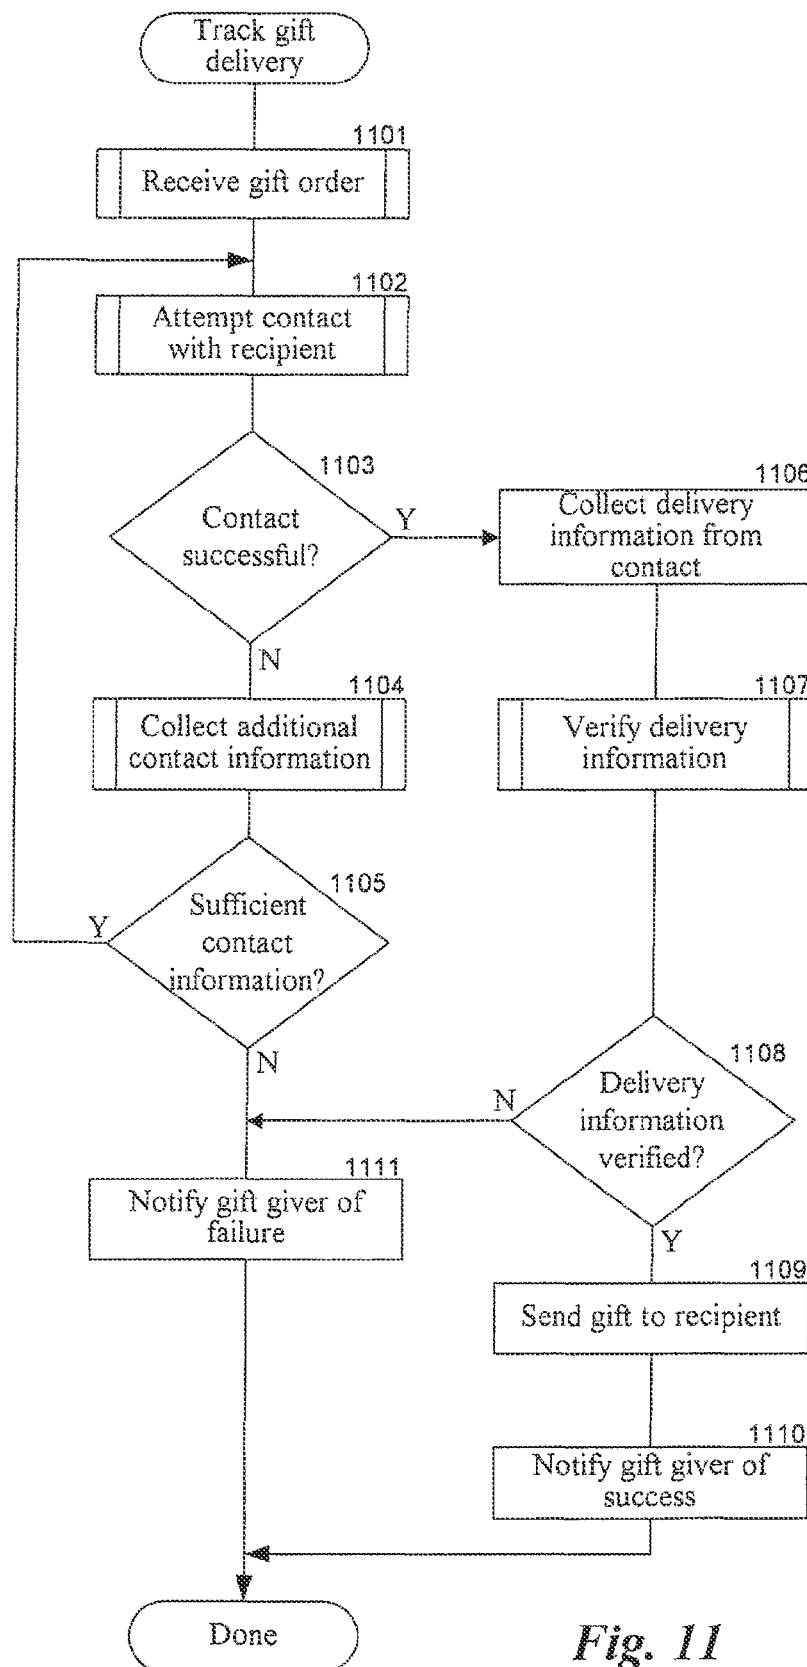 Track gift
delivery
1101
Receive gift order
1102
Attempt contact
with recipient
1103
Contact
successful?
Y
N
1106
Collect delivery
information from
contact
1104
Collect additional
contact information
1107
Verify delivery
information
1105
Sufficient
contact
information?
Y
N
1108
Delivery
information
verified?
N
Y
1111
Notify gift giver of
failure
1109
Send gift to recipient
1110
Notify gift giver of
success
Done
Fig. 11